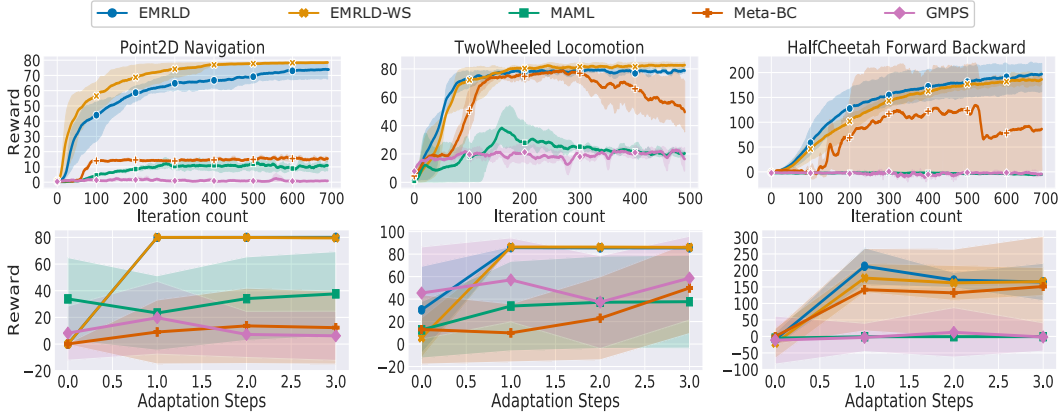 EMRLD EMRLD-WS MAML Meta-BC GMPS
Point2D Navigation TwoWheeled Locomotion HalfCheetah Forward Backward
Reward
80
70
60
50
40
30
20
10
0
0 100 200 300 400 500 600 700
Iteration count
80
60
40
20
0
0 100 200 300 400 500
Iteration count
200
150
100
50
0
−50
0 100 200 300 400 500 600 700
Iteration count
Reward
80
60
40
20
0
−20
0.0 0.5 1.0 1.5 2.0 2.5 3.0
Adaptation Steps
100
80
60
40
20
0
−20
0.0 0.5 1.0 1.5 2.0 2.5 3.0
Adaptation Steps
300
250
200
150
100
50
0
−50
−100
0.0 0.5 1.0 1.5 2.0 2.5 3.0
Adaptation Steps